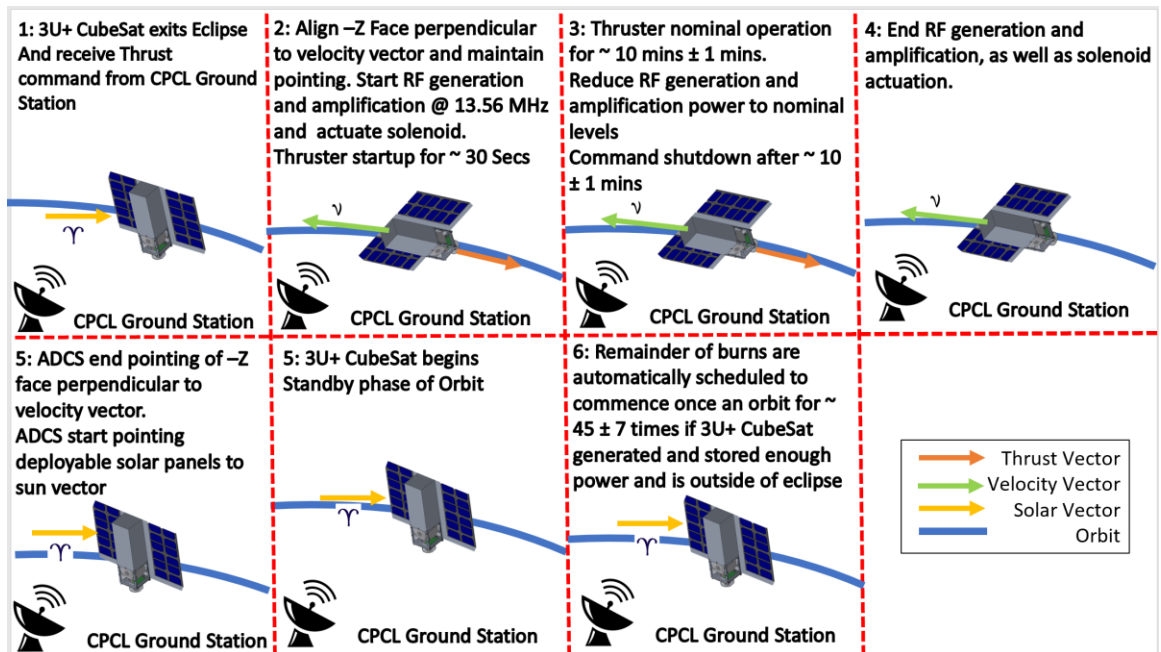 1: 3U+ CubeSat exits Eclipse
And receive Thrust
command from CPCL Ground
Station
♈
CPCL Ground Station
2: Align –Z Face perpendicular
to velocity vector and maintain
pointing. Start RF generation
and amplification @ 13.56 MHz
and actuate solenoid.
Thruster startup for ~ 30 Secs
ν
CPCL Ground Station
3: Thruster nominal operation
for ~ 10 mins ± 1 mins.
Reduce RF generation and
amplification power to nominal
levels
Command shutdown after ~ 10
± 1 mins
ν
CPCL Ground Station
4: End RF generation and
amplification, as well as solenoid
actuation.
ν
CPCL Ground Station
5: ADCS end pointing of –Z
face perpendicular to
velocity vector.
ADCS start pointing
deployable solar panels to
sun vector
♈
CPCL Ground Station
5: 3U+ CubeSat begins
Standby phase of Orbit
♈
CPCL Ground Station
6: Remainder of burns are
automatically scheduled to
commence once an orbit for ~
45 ± 7 times if 3U+ CubeSat
generated and stored enough
power and is outside of eclipse
♈
CPCL Ground Station
Thrust Vector
Velocity Vector
Solar Vector
Orbit